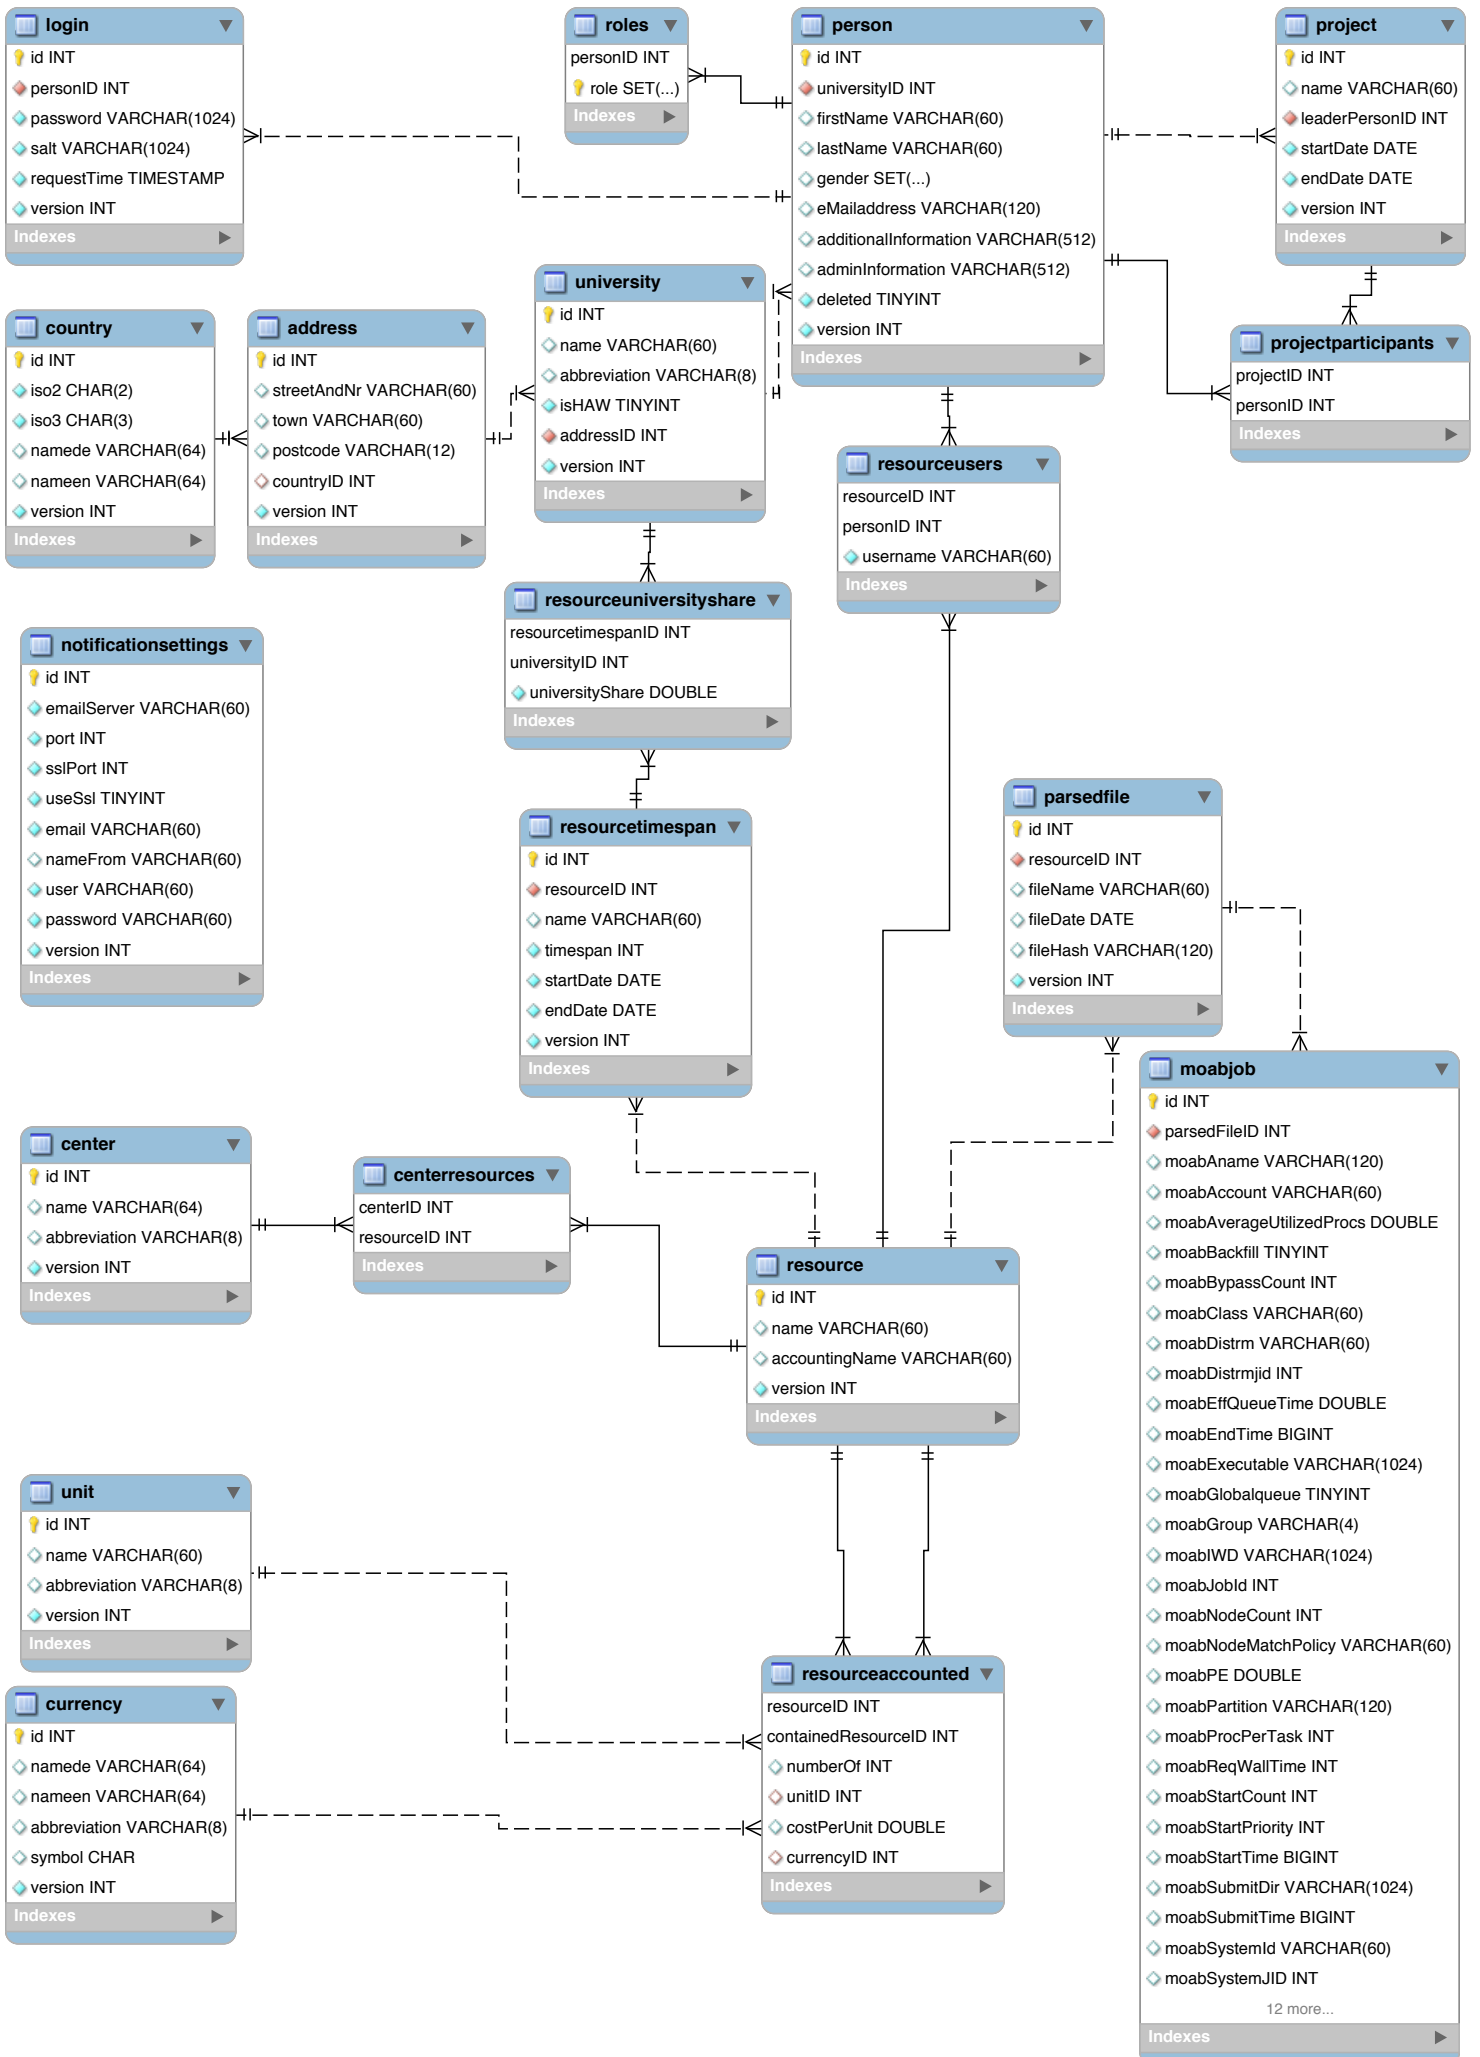 login
id INT
personID INT
password VARCHAR(1024)
salt VARCHAR(1024)
requestTime TIMESTAMP
version INT
Indexes
roles
personID INT
role SET(...)
Indexes
person
id INT
universityID INT
firstName VARCHAR(60)
lastName VARCHAR(60)
gender SET(...)
eMailaddress VARCHAR(120)
additionalInformation VARCHAR(512)
adminInformation VARCHAR(512)
deleted TINYINT
version INT
Indexes
project
id INT
name VARCHAR(60)
leaderPersonID INT
startDate DATE
endDate DATE
version INT
Indexes
country
id INT
iso2 CHAR(2)
iso3 CHAR(3)
namede VARCHAR(64)
nameen VARCHAR(64)
version INT
Indexes
address
id INT
streetAndNr VARCHAR(60)
town VARCHAR(60)
postcode VARCHAR(12)
countryID INT
version INT
Indexes
university
id INT
name VARCHAR(60)
abbreviation VARCHAR(8)
isHAW TINYINT
addressID INT
version INT
Indexes
projectparticipants
projectID INT
personID INT
Indexes
resourceusers
resourceID INT
personID INT
username VARCHAR(60)
Indexes
resourceuniversityshare
resourcetimespanID INT
universityID INT
universityShare DOUBLE
Indexes
notificationsettings
id INT
emailServer VARCHAR(60)
port INT
sslPort INT
useSsl TINYINT
email VARCHAR(60)
nameFrom VARCHAR(60)
user VARCHAR(60)
password VARCHAR(60)
version INT
Indexes
resourcetimespan
id INT
resourceID INT
name VARCHAR(60)
timespan INT
startDate DATE
endDate DATE
version INT
Indexes
parsedfile
id INT
resourceID INT
fileName VARCHAR(60)
fileDate DATE
fileHash VARCHAR(120)
version INT
Indexes
center
id INT
name VARCHAR(64)
abbreviation VARCHAR(8)
version INT
Indexes
centerresources
centerID INT
resourceID INT
Indexes
resource
id INT
name VARCHAR(60)
accountingName VARCHAR(60)
version INT
Indexes
moabjob
id INT
parsedFileID INT
moabAname VARCHAR(120)
moabAccount VARCHAR(60)
moabAverageUtilizedProcs DOUBLE
moabBackfill TINYINT
moabBypassCount INT
moabClass VARCHAR(60)
moabDistrm VARCHAR(60)
moabDistrmjid INT
moabEffQueueTime DOUBLE
moabEndTime BIGINT
moabExecutable VARCHAR(1024)
moabGlobalqueue TINYINT
moabGroup VARCHAR(4)
moabIWD VARCHAR(1024)
moabJobId INT
moabNodeCount INT
moabNodeMatchPolicy VARCHAR(60)
moabPE DOUBLE
moabPartition VARCHAR(120)
moabProcPerTask INT
moabReqWallTime INT
moabStartCount INT
moabStartPriority INT
moabStartTime BIGINT
moabSubmitDir VARCHAR(1024)
moabSubmitTime BIGINT
moabSystemId VARCHAR(60)
moabSystemJID INT
12 more...
Indexes
unit
id INT
name VARCHAR(60)
abbreviation VARCHAR(8)
version INT
Indexes
currency
id INT
namede VARCHAR(64)
nameen VARCHAR(64)
abbreviation VARCHAR(8)
symbol CHAR
version INT
Indexes
resourceaccounted
resourceID INT
containedResourceID INT
numberOf INT
unitID INT
costPerUnit DOUBLE
currencyID INT
Indexes